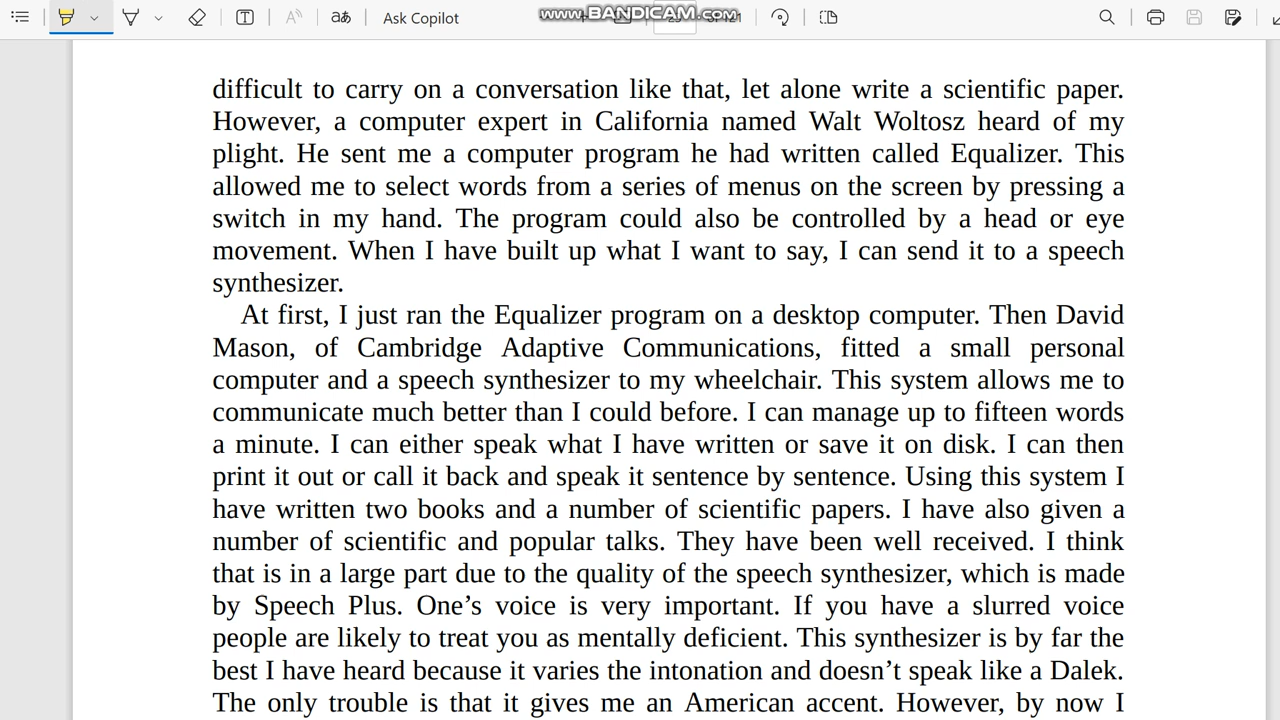 Ask Copilot
www.BANDICAM.com
difficult to carry on a conversation like that, let alone write a scientific paper.
However, a computer expert in California named Walt Woltosz heard of my
plight. He sent me a computer program he had written called Equalizer. This
allowed me to select words from a series of menus on the screen by pressing a
switch in my hand. The program could also be controlled by a head or eye
movement. When I have built up what I want to say, I can send it to a speech
synthesizer.
At first, I just ran the Equalizer program on a desktop computer. Then David
Mason, of Cambridge Adaptive Communications, fitted a small personal
computer and a speech synthesizer to my wheelchair. This system allows me to
communicate much better than I could before. I can manage up to fifteen words
a minute. I can either speak what I have written or save it on disk. I can then
print it out or call it back and speak it sentence by sentence. Using this system I
have written two books and a number of scientific papers. I have also given a
number of scientific and popular talks. They have been well received. I think
that is in a large part due to the quality of the speech synthesizer, which is made
by Speech Plus. One’s voice is very important. If you have a slurred voice
people are likely to treat you as mentally deficient. This synthesizer is by far the
best I have heard because it varies the intonation and doesn’t speak like a Dalek.
The only trouble is that it gives me an American accent. However, by now I